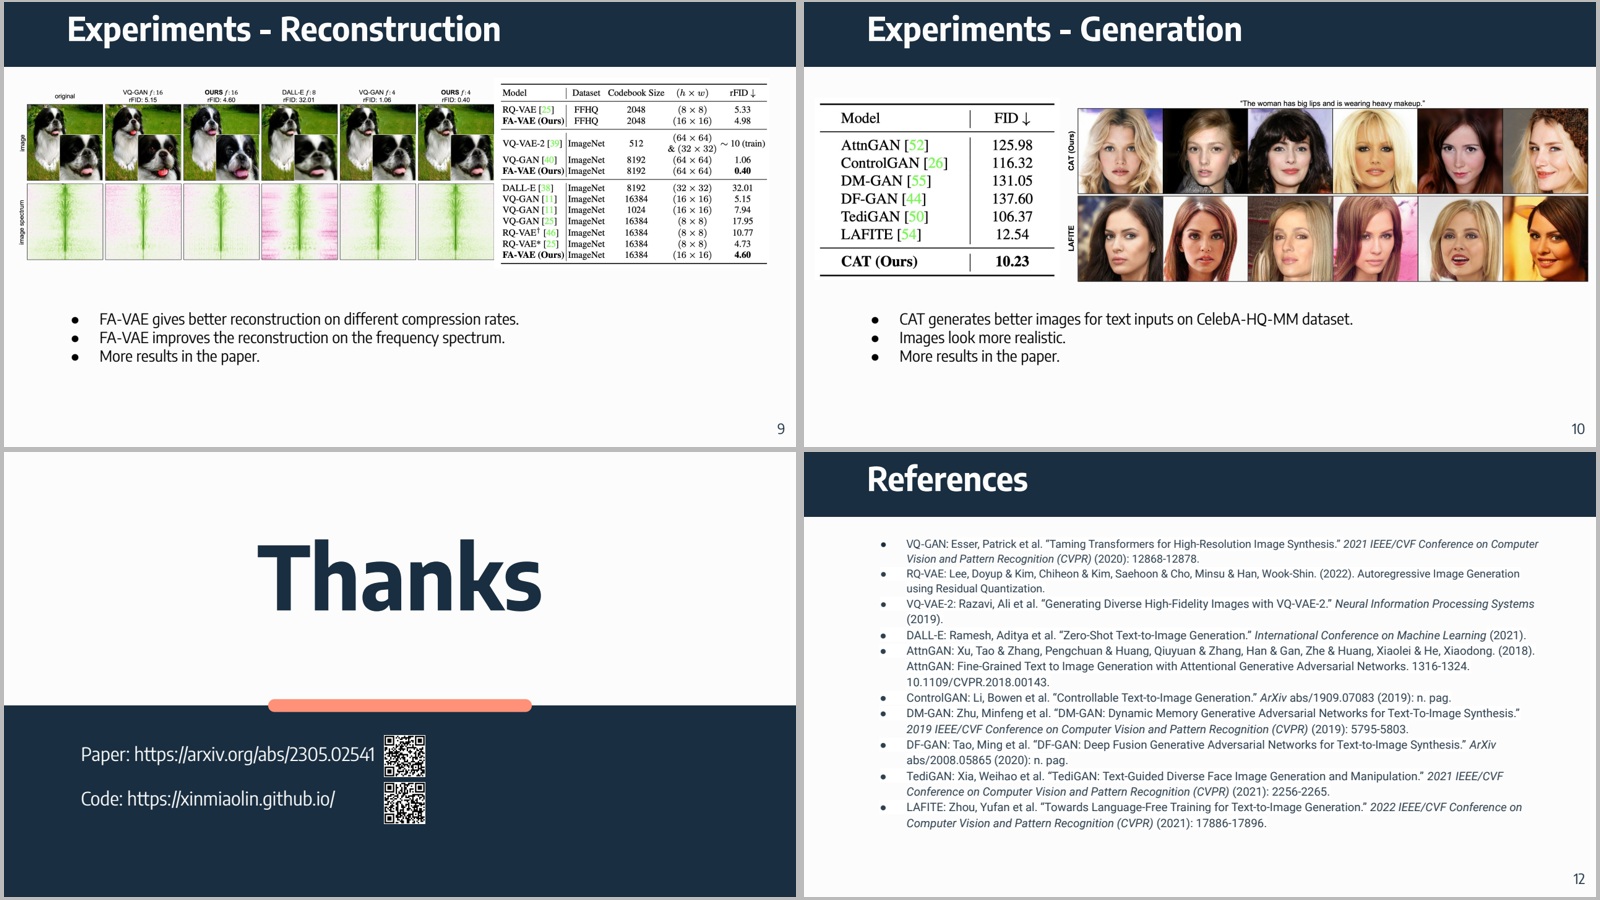 Experiments - Reconstruction
original
VQ-GAN f: 16
rFID: 5.15
OURS f: 16
rFID: 4.60
DALL-E f: 8
rFID: 32.01
VQ-GAN f: 4
rFID: 1.06
OURS f: 4
rFID: 0.40
image
image spectrum
Model Dataset Codebook Size (h × w) rFID ↓
RQ-VAE [25] FFHQ 2048 (8 × 8) 5.33
FA-VAE (Ours) FFHQ 2048 (16 × 16) 4.98
VQ-VAE-2 [39] ImageNet 512 (64 × 64) & (32 × 32) ~ 10 (train)
VQ-GAN [40] ImageNet 8192 (64 × 64) 1.06
FA-VAE (Ours) ImageNet 8192 (64 × 64) 0.40
DALL-E [38] ImageNet 8192 (32 × 32) 32.01
VQ-GAN [11] ImageNet 16384 (16 × 16) 5.15
VQ-GAN [11] ImageNet 1024 (16 × 16) 7.94
VQ-GAN [25] ImageNet 16384 (8 × 8) 17.95
RQ-VAE† [46] ImageNet 16384 (8 × 8) 10.77
RQ-VAE* [25] ImageNet 16384 (8 × 8) 4.73
FA-VAE (Ours) ImageNet 16384 (16 × 16) 4.60
● FA-VAE gives better reconstruction on different compression rates.
● FA-VAE improves the reconstruction on the frequency spectrum.
● More results in the paper.
9
Experiments - Generation
Model FID ↓
AttnGAN [52] 125.98
ControlGAN [26] 116.32
DM-GAN [55] 131.05
DF-GAN [44] 137.60
TediGAN [50] 106.37
LAFITE [54] 12.54
CAT (Ours) 10.23
"The woman has big lips and is wearing heavy makeup."
CAT (Ours)
LAFITE
● CAT generates better images for text inputs on CelebA-HQ-MM dataset.
● Images look more realistic.
● More results in the paper.
10
Thanks
Paper: https://arxiv.org/abs/2305.02541
Code: https://xinmiaolin.github.io/
References
● VQ-GAN: Esser, Patrick et al. “Taming Transformers for High-Resolution Image Synthesis.” 2021 IEEE/CVF Conference on Computer
Vision and Pattern Recognition (CVPR) (2020): 12868-12878.
● RQ-VAE: Lee, Doyup & Kim, Chiheon & Kim, Saehoon & Cho, Minsu & Han, Wook-Shin. (2022). Autoregressive Image Generation
using Residual Quantization.
● VQ-VAE-2: Razavi, Ali et al. “Generating Diverse High-Fidelity Images with VQ-VAE-2.” Neural Information Processing Systems
(2019).
● DALL-E: Ramesh, Aditya et al. “Zero-Shot Text-to-Image Generation.” International Conference on Machine Learning (2021).
● AttnGAN: Xu, Tao & Zhang, Pengchuan & Huang, Qiuyuan & Zhang, Han & Gan, Zhe & Huang, Xiaolei & He, Xiaodong. (2018).
AttnGAN: Fine-Grained Text to Image Generation with Attentional Generative Adversarial Networks. 1316-1324.
10.1109/CVPR.2018.00143.
● ControlGAN: Li, Bowen et al. “Controllable Text-to-Image Generation.” ArXiv abs/1909.07083 (2019): n. pag.
● DM-GAN: Zhu, Minfeng et al. “DM-GAN: Dynamic Memory Generative Adversarial Networks for Text-To-Image Synthesis.”
2019 IEEE/CVF Conference on Computer Vision and Pattern Recognition (CVPR) (2019): 5795-5803.
● DF-GAN: Tao, Ming et al. “DF-GAN: Deep Fusion Generative Adversarial Networks for Text-to-Image Synthesis.” ArXiv
abs/2008.05865 (2020): n. pag.
● TediGAN: Xia, Weihao et al. “TediGAN: Text-Guided Diverse Face Image Generation and Manipulation.” 2021 IEEE/CVF
Conference on Computer Vision and Pattern Recognition (CVPR) (2021): 2256-2265.
● LAFITE: Zhou, Yufan et al. “Towards Language-Free Training for Text-to-Image Generation.” 2022 IEEE/CVF Conference on
Computer Vision and Pattern Recognition (CVPR) (2021): 17886-17896.
12